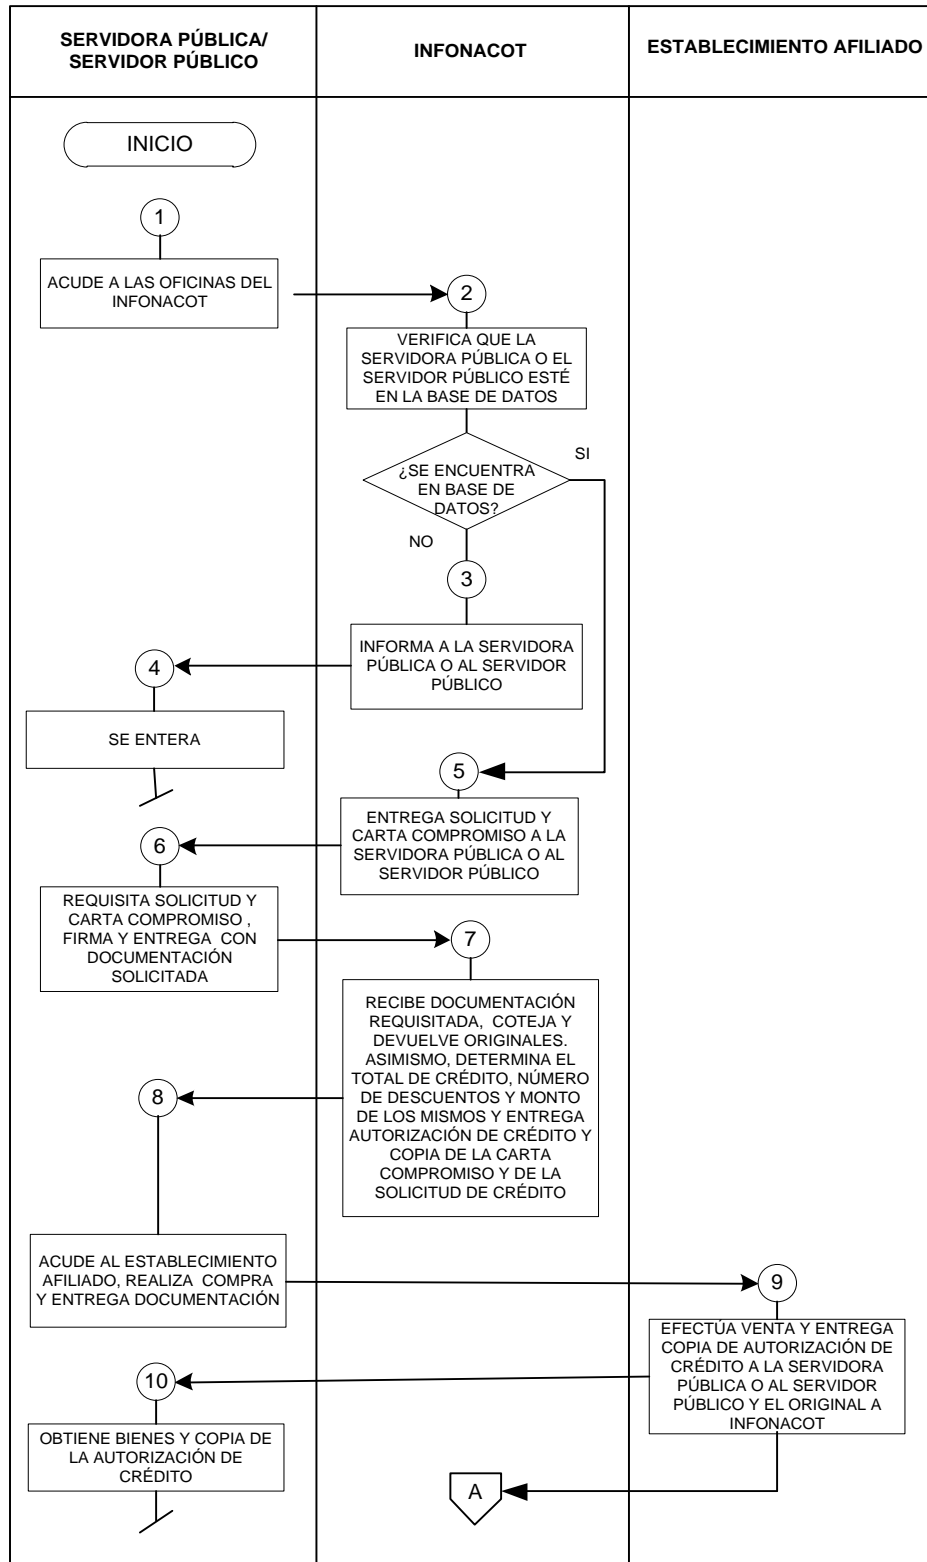 SERVIDORA PÚBLICA/
SERVIDOR PÚBLICO
INFONACOT
ESTABLECIMIENTO AFILIADO
INICIO
1
ACUDE A LAS OFICINAS DEL
INFONACOT
2
VERIFICA QUE LA
SERVIDORA PÚBLICA O EL
SERVIDOR PÚBLICO ESTÉ
EN LA BASE DE DATOS
¿SE ENCUENTRA
EN BASE DE
DATOS?
SI
NO
3
INFORMA A LA SERVIDORA
PÚBLICA O AL SERVIDOR
PÚBLICO
4
SE ENTERA
5
ENTREGA SOLICITUD Y
CARTA COMPROMISO A LA
SERVIDORA PÚBLICA O AL
SERVIDOR PÚBLICO
6
REQUISITA SOLICITUD Y
CARTA COMPROMISO ,
FIRMA Y ENTREGA CON
DOCUMENTACIÓN
SOLICITADA
7
RECIBE DOCUMENTACIÓN
REQUISITADA, COTEJA Y
DEVUELVE ORIGINALES.
ASIMISMO, DETERMINA EL
TOTAL DE CRÉDITO, NÚMERO
DE DESCUENTOS Y MONTO
DE LOS MISMOS Y ENTREGA
AUTORIZACIÓN DE CRÉDITO Y
COPIA DE LA CARTA
COMPROMISO Y DE LA
SOLICITUD DE CRÉDITO
8
ACUDE AL ESTABLECIMIENTO
AFILIADO, REALIZA COMPRA
Y ENTREGA DOCUMENTACIÓN
9
EFECTÚA VENTA Y ENTREGA
COPIA DE AUTORIZACIÓN DE
CRÉDITO A LA SERVIDORA
PÚBLICA O AL SERVIDOR
PÚBLICO Y EL ORIGINAL A
INFONACOT
10
OBTIENE BIENES Y COPIA DE
LA AUTORIZACIÓN DE
CRÉDITO
A